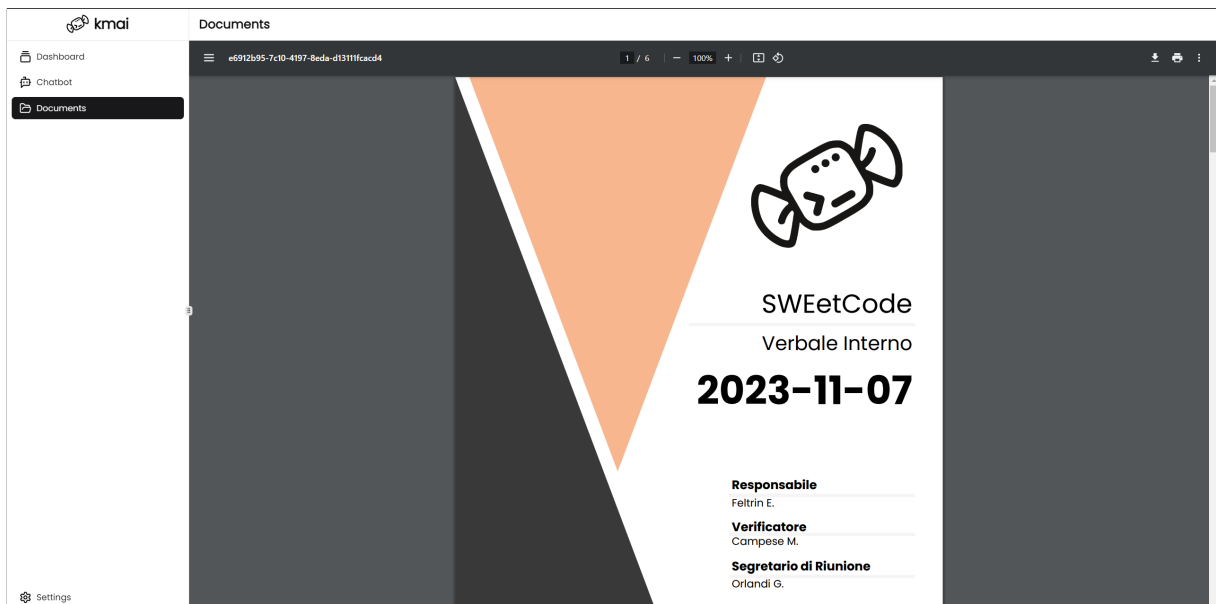 kmai
Documents
Dashboard
Chatbot
Documents
e6912b95-7c10-4197-8eda-d13111fcacd4
1 / 6
100%
SWEetCode
Verbale Interno
2023-11-07
Responsabile
Feltrin E.
Verificatore
Campese M.
Segretario di Riunione
Orlandi G.
Settings